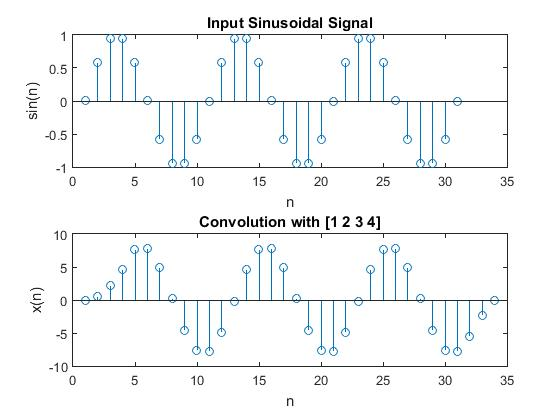 Input Sinusoidal Signal
1
0.5
0
-0.5
-1
sin(n)
0 5 10 15 20 25 30 35
n
Convolution with [1 2 3 4]
10
5
0
-5
-10
x(n)
0 5 10 15 20 25 30 35
n